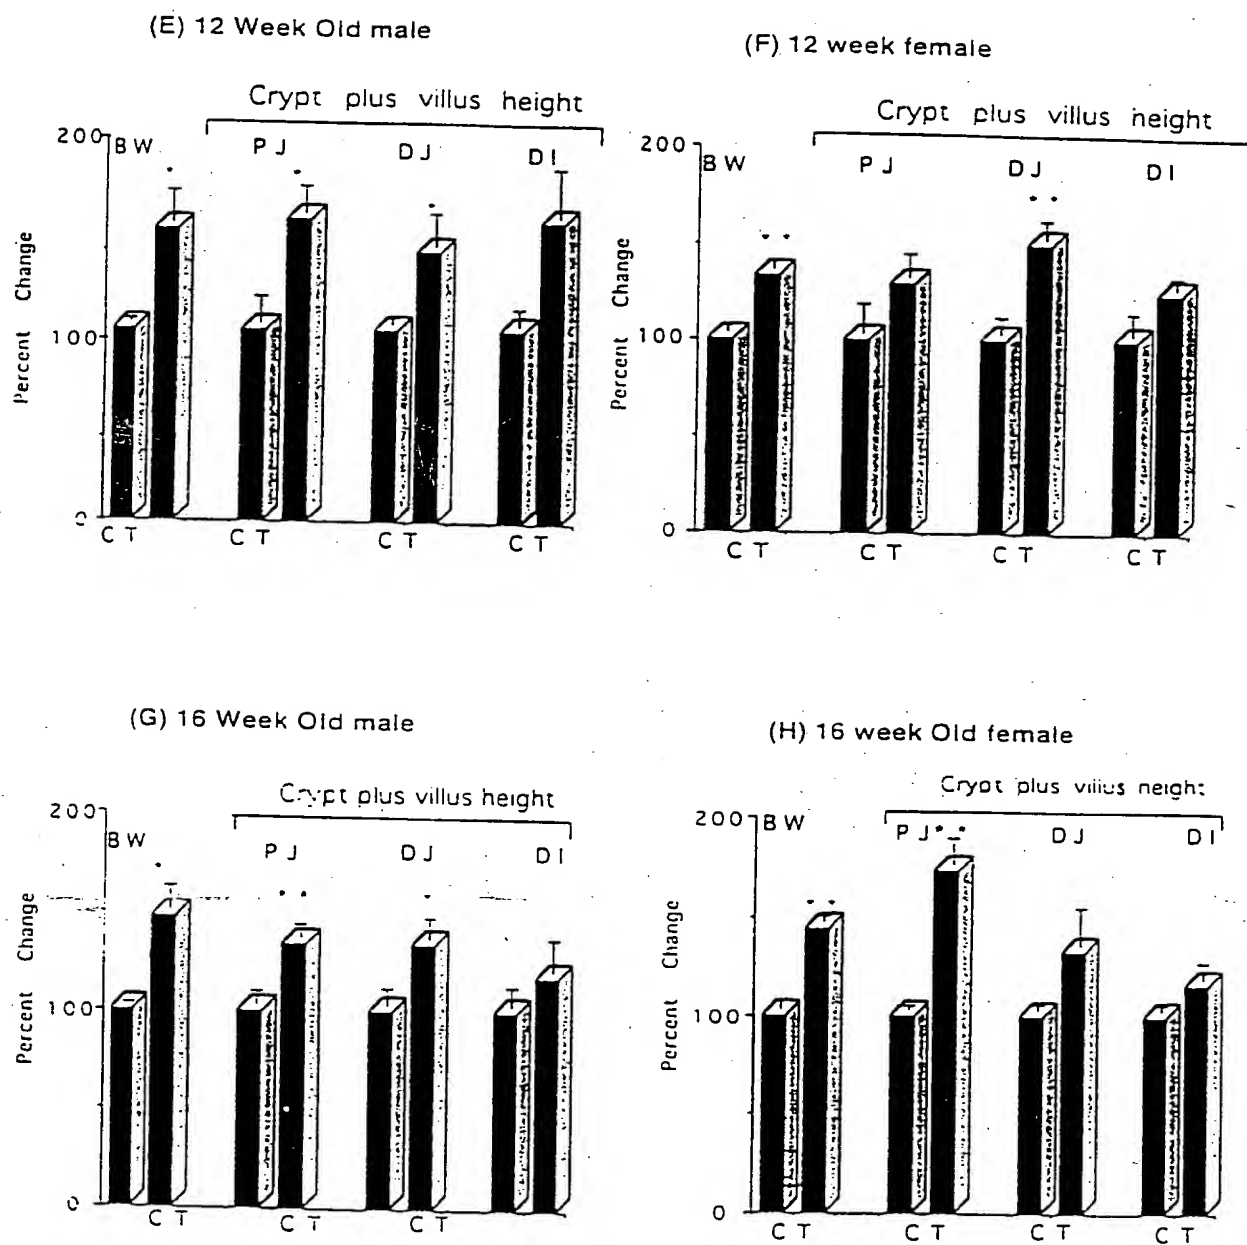 (E) 12 Week Old male
Crypt plus villus height
200
BW
PJ
DJ
DI
Percent Change
100
0
C T
C T
C T
C T
(F) 12 week female
Crypt plus villus height
200
BW
PJ
DJ
DI
Percent Change
100
0
C T
C T
C T
C T
(G) 16 Week Old male
Crypt plus villus height
200
BW
PJ
DJ
DI
Percent Change
100
0
C T
C T
C T
C T
(H) 16 week Old female
Crypt plus villus height
200
BW
PJ
DJ
DI
Percent Change
100
0
C T
C T
C T
C T